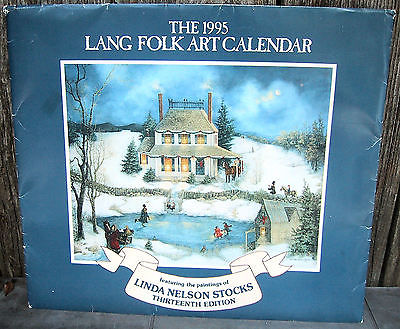 THE 1995
LANG FOLK ART CALENDAR
featuring the paintings of
LINDA NELSON STOCKS
THIRTEENTH EDITION